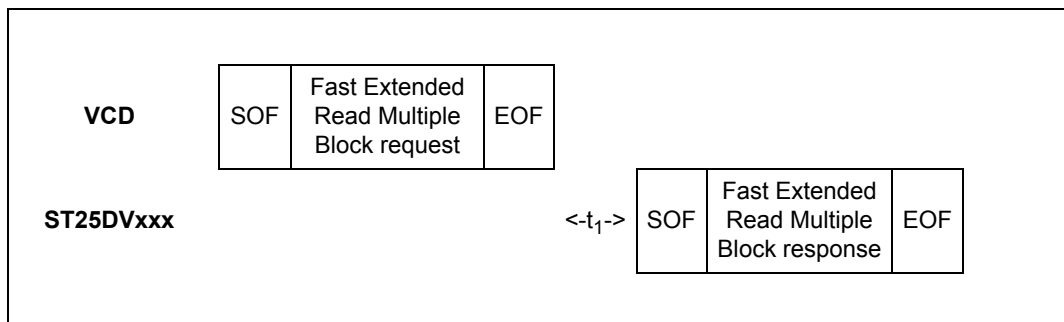 VCD
SOF
Fast Extended
Read Multiple
Block request
EOF
ST25DVxxx
<-t1->
SOF
Fast Extended
Read Multiple
Block response
EOF